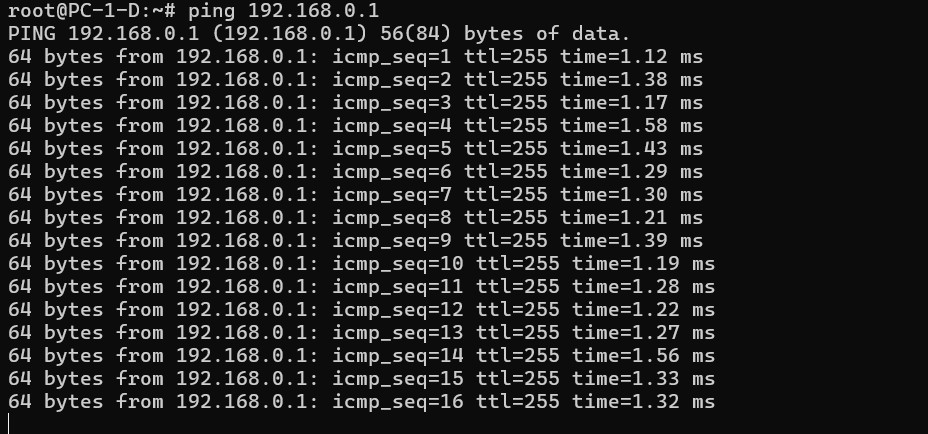 root@PC-1-D:~# ping 192.168.0.1
PING 192.168.0.1 (192.168.0.1) 56(84) bytes of data.
64 bytes from 192.168.0.1: icmp_seq=1 ttl=255 time=1.12 ms
64 bytes from 192.168.0.1: icmp_seq=2 ttl=255 time=1.38 ms
64 bytes from 192.168.0.1: icmp_seq=3 ttl=255 time=1.17 ms
64 bytes from 192.168.0.1: icmp_seq=4 ttl=255 time=1.58 ms
64 bytes from 192.168.0.1: icmp_seq=5 ttl=255 time=1.43 ms
64 bytes from 192.168.0.1: icmp_seq=6 ttl=255 time=1.29 ms
64 bytes from 192.168.0.1: icmp_seq=7 ttl=255 time=1.30 ms
64 bytes from 192.168.0.1: icmp_seq=8 ttl=255 time=1.21 ms
64 bytes from 192.168.0.1: icmp_seq=9 ttl=255 time=1.39 ms
64 bytes from 192.168.0.1: icmp_seq=10 ttl=255 time=1.19 ms
64 bytes from 192.168.0.1: icmp_seq=11 ttl=255 time=1.28 ms
64 bytes from 192.168.0.1: icmp_seq=12 ttl=255 time=1.22 ms
64 bytes from 192.168.0.1: icmp_seq=13 ttl=255 time=1.27 ms
64 bytes from 192.168.0.1: icmp_seq=14 ttl=255 time=1.56 ms
64 bytes from 192.168.0.1: icmp_seq=15 ttl=255 time=1.33 ms
64 bytes from 192.168.0.1: icmp_seq=16 ttl=255 time=1.32 ms